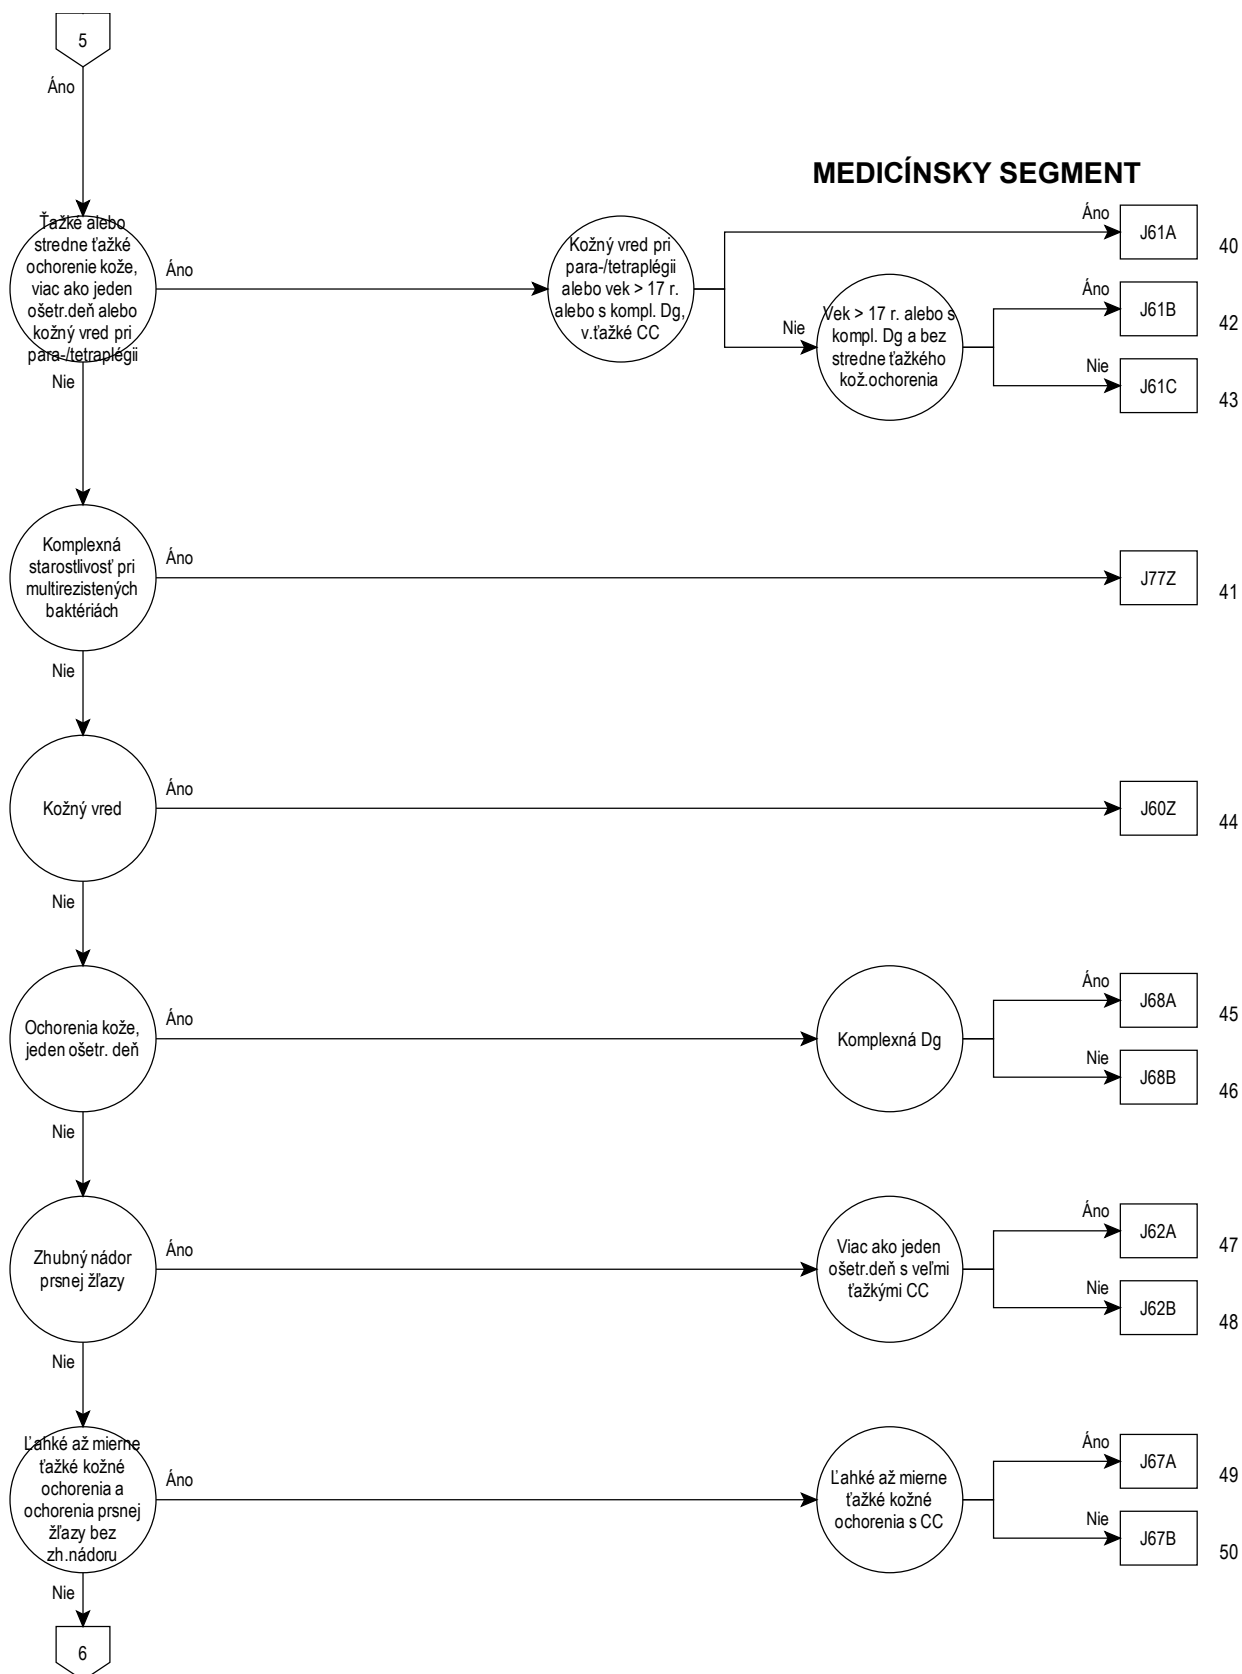 5
Áno
MEDICÍNSKY SEGMENT
Ťažké alebo
stredne ťažké
ochorenie kože,
viac ako jeden
ošetr.deň alebo
kožný vred pri
para-/tetraplégii
Áno
Kožný vred pri
para-/tetraplégii
alebo vek > 17 r.
alebo s kompl. Dg,
v.ťažké CC
Áno
J61A
40
Nie
Vek > 17 r. alebo s
kompl. Dg a bez
stredne ťažkého
kož.ochorenia
Áno
J61B
42
Nie
J61C
43
Nie
Komplexná
starostlivosť pri
multirezistených
baktériách
Áno
J77Z
41
Nie
Kožný vred
Áno
J60Z
44
Nie
Ochorenia kože,
jeden ošetr. deň
Áno
Komplexná Dg
Áno
J68A
45
Nie
J68B
46
Nie
Zhubný nádor
prsnej žľazy
Áno
Viac ako jeden
ošetr.deň s veľmi
ťažkými CC
Áno
J62A
47
Nie
J62B
48
Nie
Ľahké až mierne
ťažké kožné
ochorenia a
ochorenia prsnej
žľazy bez
zh.nádoru
Áno
Ľahké až mierne
ťažké kožné
ochorenia s CC
Áno
J67A
49
Nie
J67B
50
Nie
6